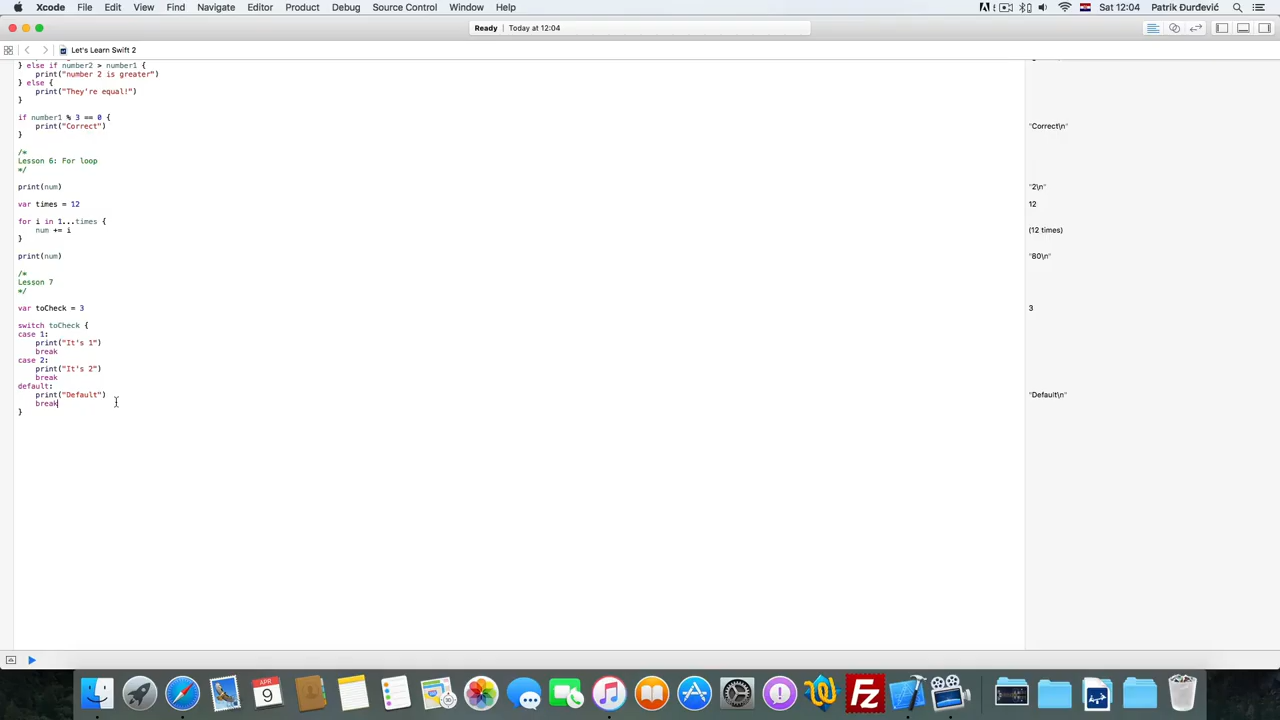 Xcode File Edit View Find Navigate Editor Product Debug Source Control Window Help Sat 12:04 Patrik Đurđević
Ready Today at 12:04
Let's Learn Swift 2
} else if number2 > number1 {
print("number 2 is greater")
} else {
print("They're equal!")
}
if number1 % 3 == 0 {
print("Correct") "Correct\n"
}
/*
Lesson 6: For loop
*/
print(num) "2\n"
var times = 12 12
for i in 1...times {
num += i (12 times)
}
print(num) "80\n"
/*
Lesson 7
*/
var toCheck = 3 3
switch toCheck {
case 1:
print("It's 1")
break
case 2:
print("It's 2")
break
default:
print("Default") "Default\n"
break
}
APR
9